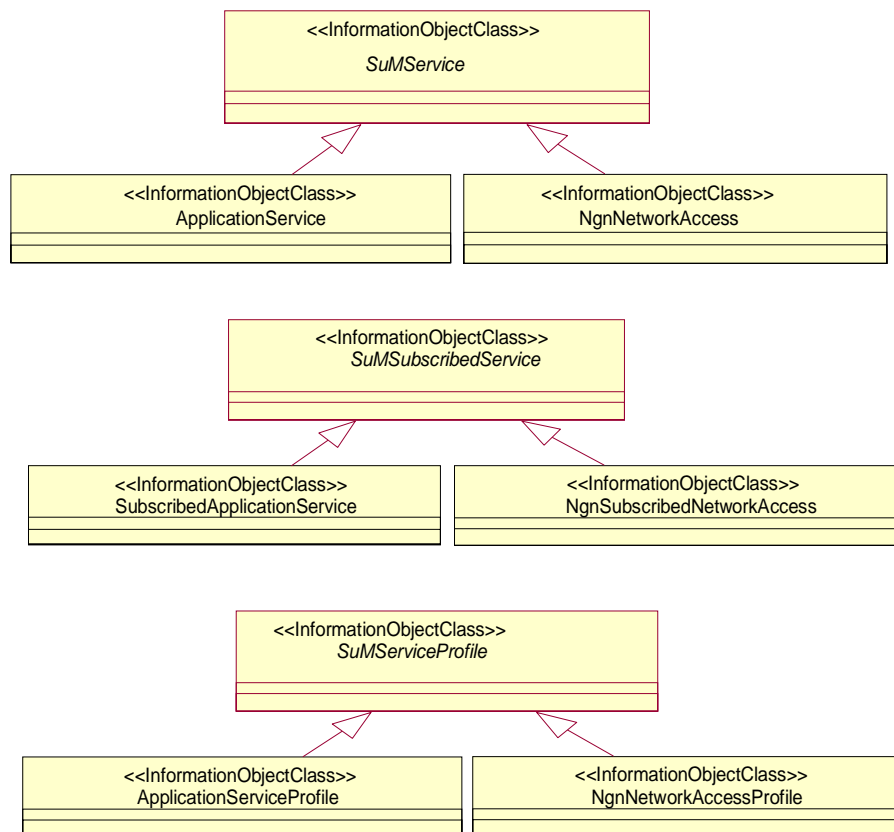 <<InformationObjectClass>>
SuMService
<<InformationObjectClass>>
ApplicationService
<<InformationObjectClass>>
NgnNetworkAccess
<<InformationObjectClass>>
SuMSubscribedService
<<InformationObjectClass>>
SubscribedApplicationService
<<InformationObjectClass>>
NgnSubscribedNetworkAccess
<<InformationObjectClass>>
SuMServiceProfile
<<InformationObjectClass>>
ApplicationServiceProfile
<<InformationObjectClass>>
NgnNetworkAccessProfile